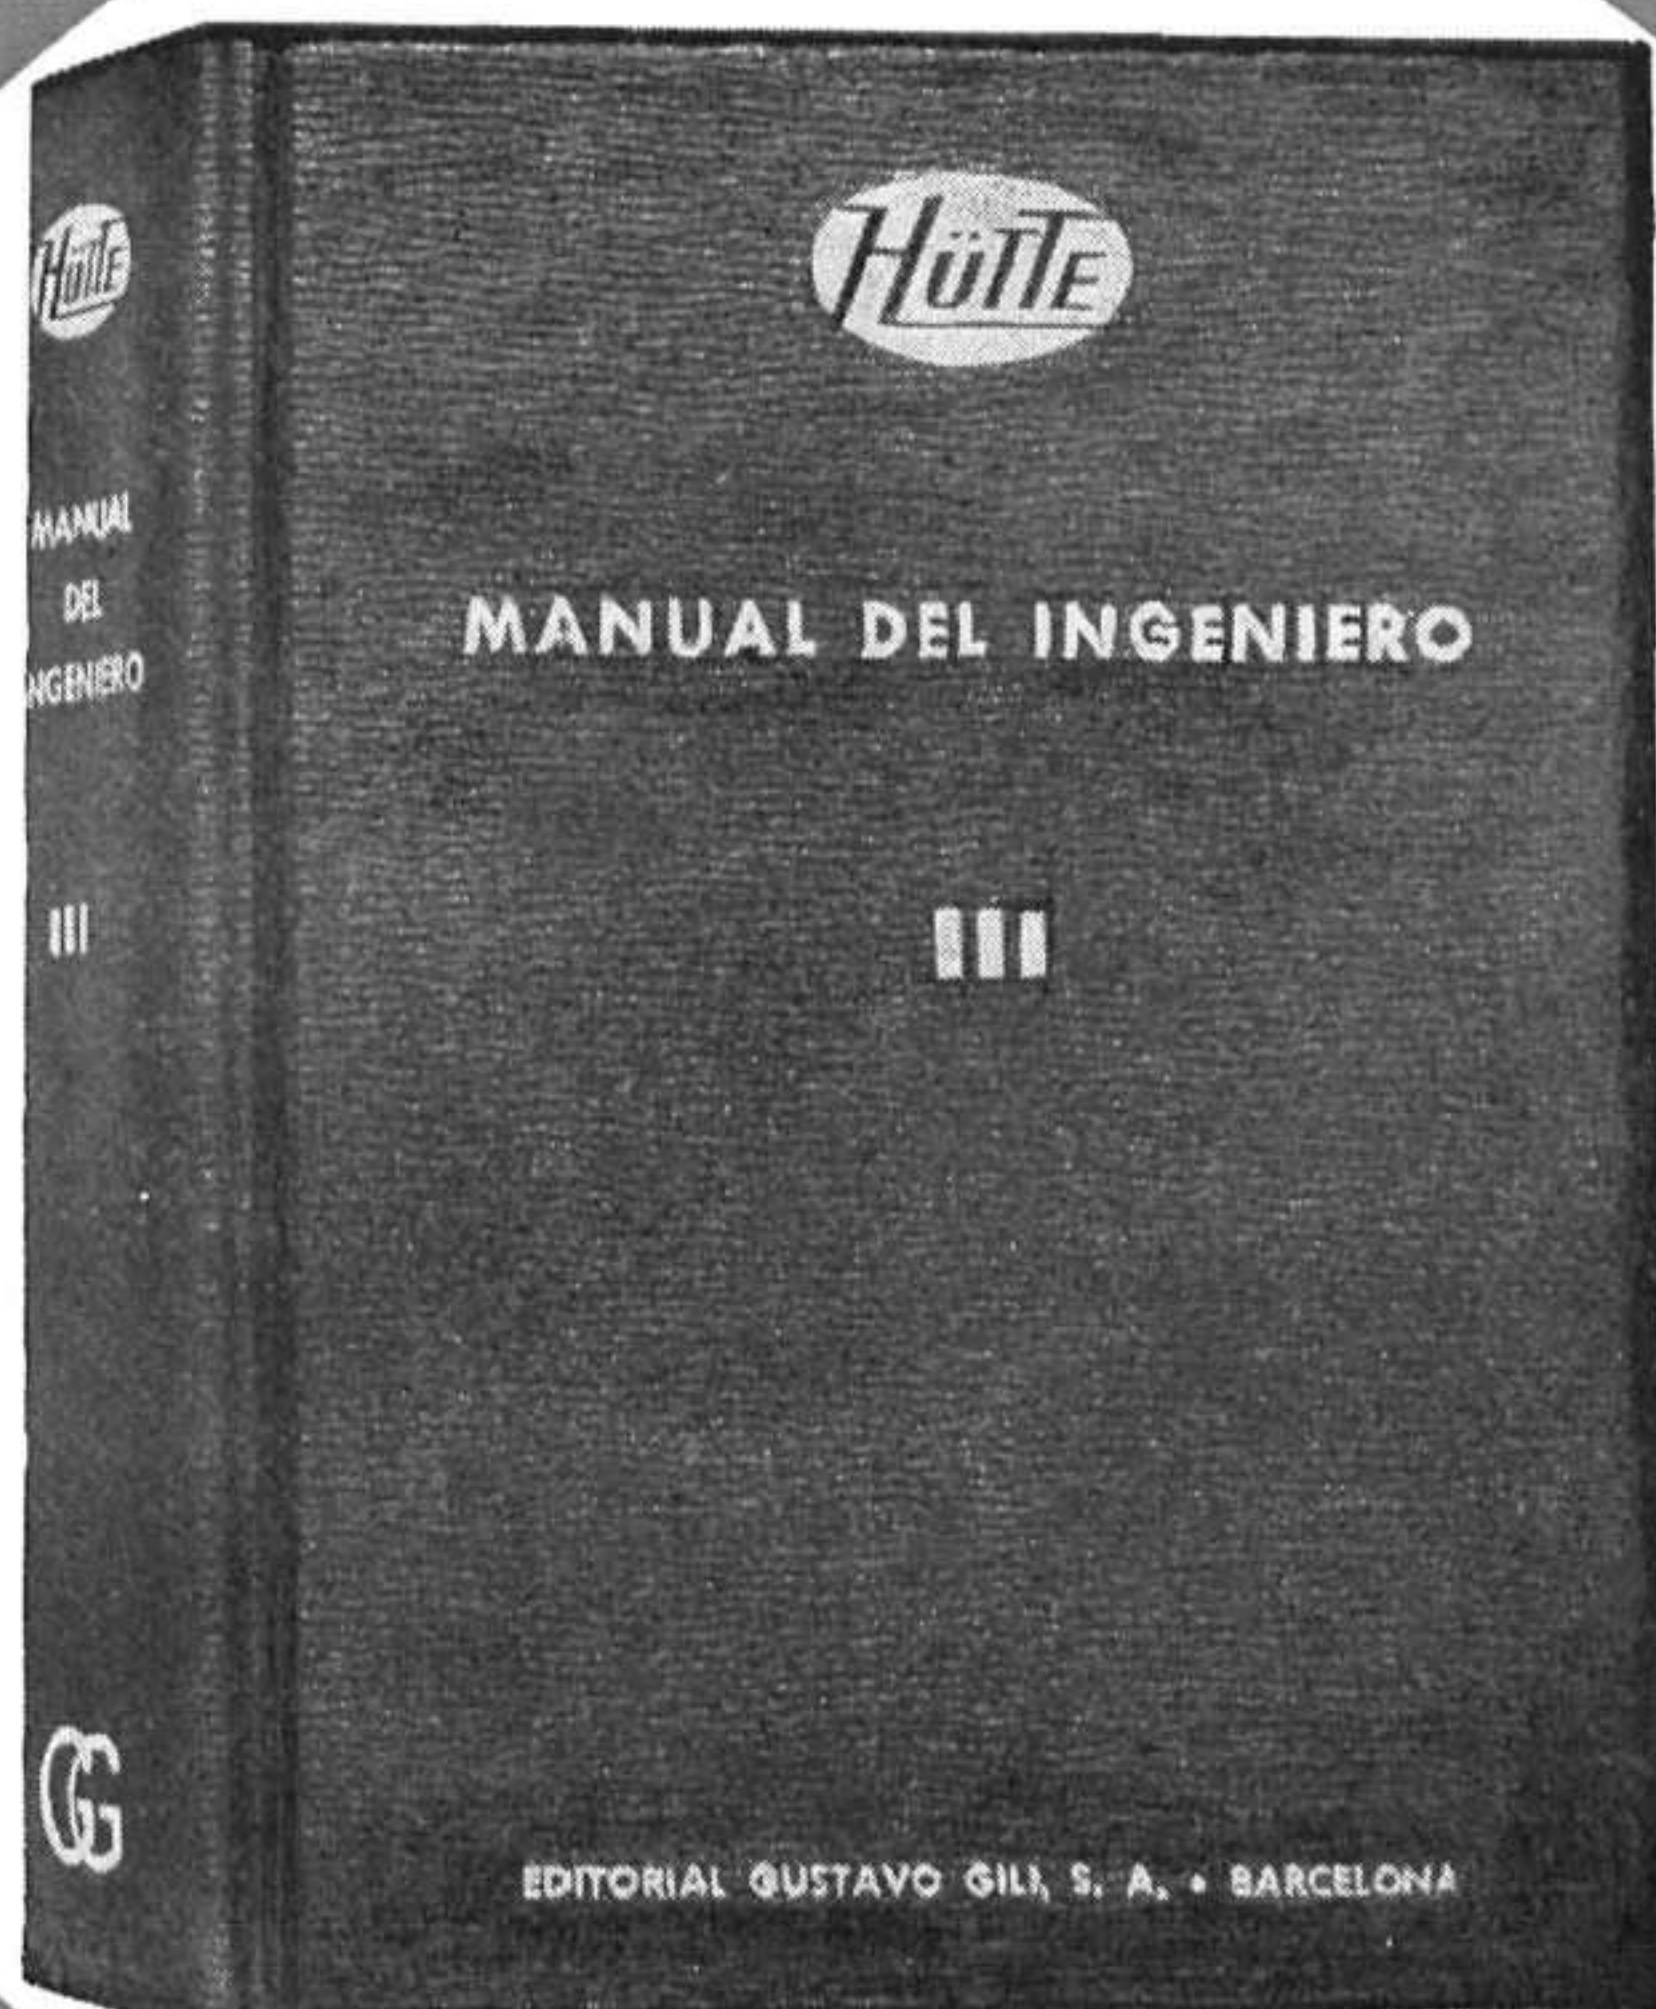 HÜTTE
MANUAL
DEL
INGENIERO
III
GG
HÜTTE
MANUAL DEL INGENIERO
III
EDITORIAL GUSTAVO GILI, S. A. • BARCELONA